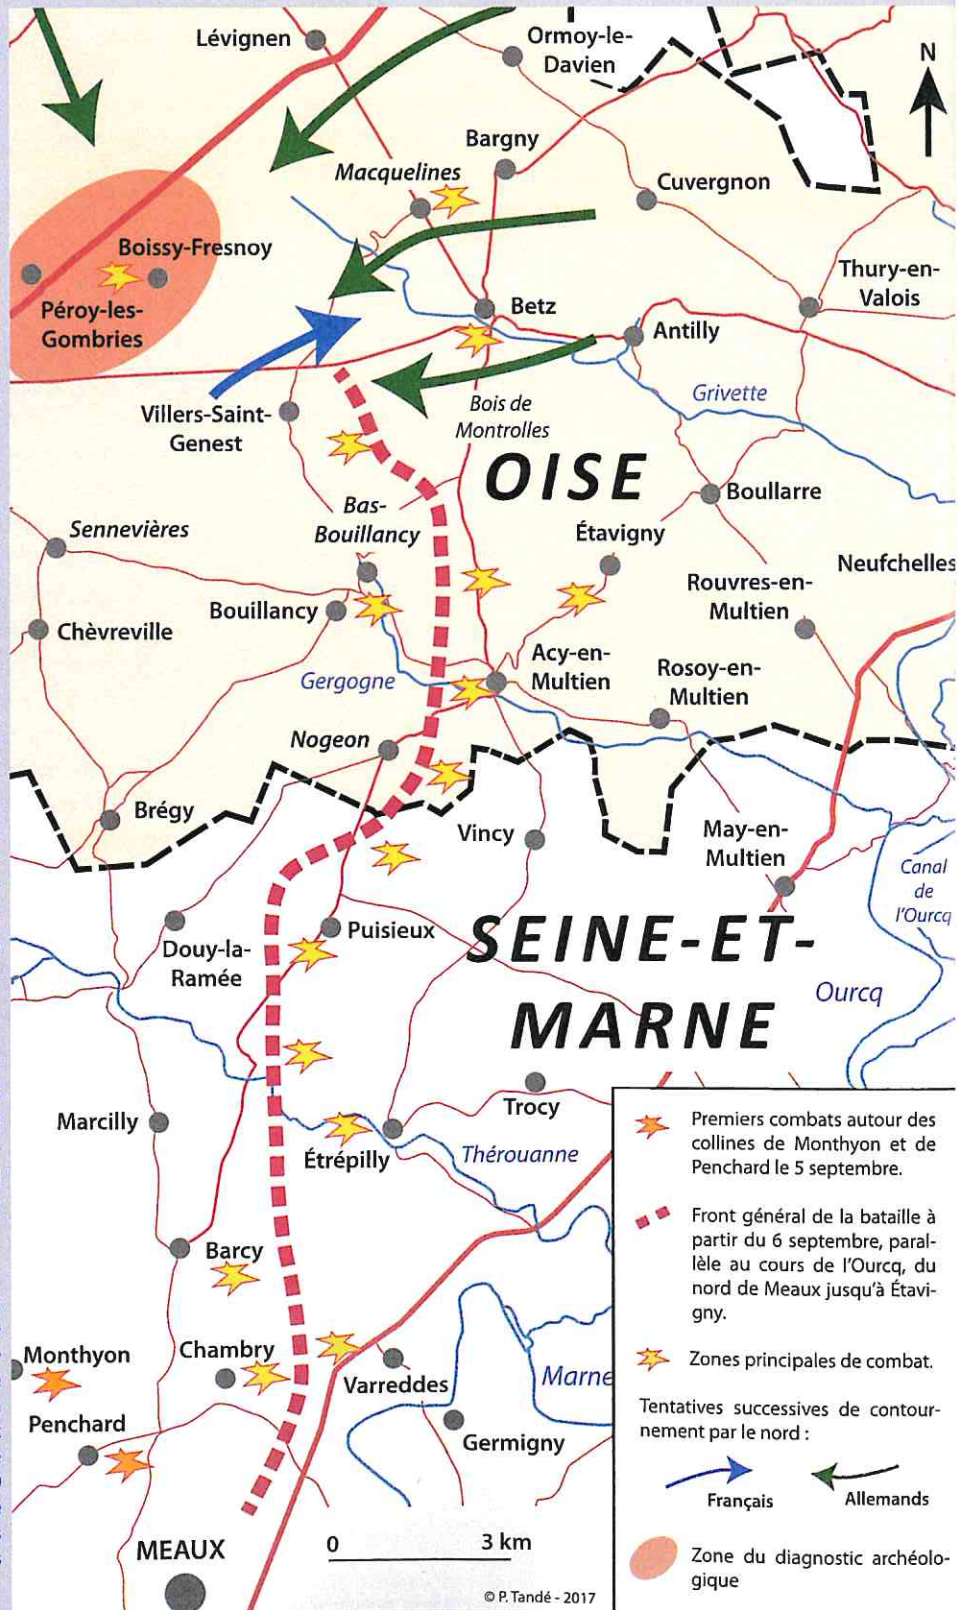 Lévignen
Ormoy-le-
Davien
N
Bargny
Macquelines
Cuvergnon
Boissy-Fresnoy
Thury-en-
Valois
Péroy-les-
Gombries
Betz
Antilly
Grivette
Villers-Saint-
Genest
Bois de
Montrolles
OISE
Boullarre
Bas-
Bouillancy
Sennevières
Étavigny
Neufchelles
Rouvres-en-
Multien
Bouillancy
Chèvreville
Acy-en-
Multien
Rosoy-en-
Multien
Gergogne
Nogeon
Brégy
Vincy
May-en-
Multien
Canal
de
l'Ourcq
Puisieux
Douy-la-
Ramée
SEINE-ET-
MARNE
Ourcq
Trocy
Marcilly
Étrépilly
Thérouanne
Barcy
Monthyon
Chambry
Varreddes
Marne
Penchard
Germigny
MEAUX
0 3 km
© P. Tandé - 2017
Premiers combats autour des
collines de Monthyon et de
Penchard le 5 septembre.
Front général de la bataille à
partir du 6 septembre, paral-
lèle au cours de l'Ourcq, du
nord de Meaux jusqu'à Étavi-
gny.
Zones principales de combat.
Tentatives successives de contour-
nement par le nord :
Français
Allemands
Zone du diagnostic archéolo-
gique